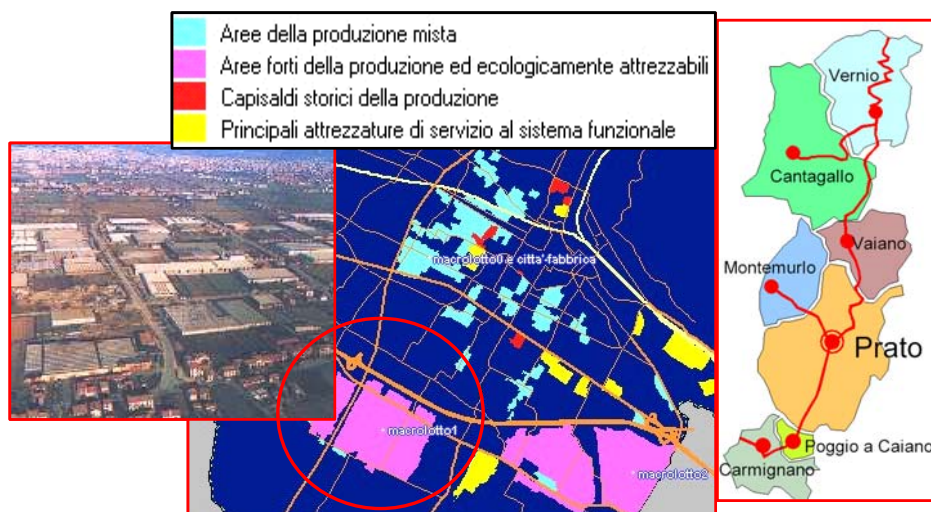 Aree della produzione mista
Aree forti della produzione ed ecologicamente attrezzabili
Capisaldi storici della produzione
Principali attrezzature di servizio al sistema funzionale
macrolotto0 e citta'-fabbrica
macrolotto1
macrolotto2
Vernio
Cantagallo
Vaiano
Montemurlo
Prato
Poggio a Caiano
Carmignano